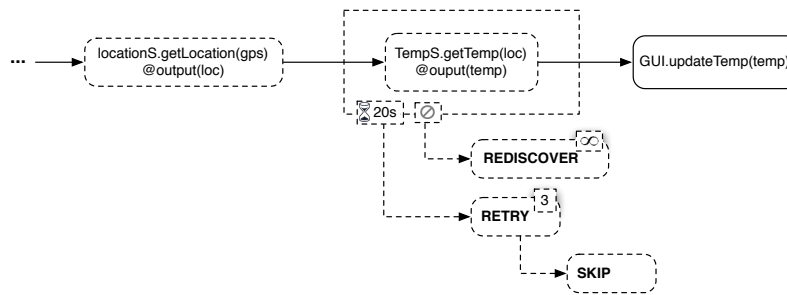 ...
locationS.getLocation(gps)
@output(loc)
TempS.getTemp(loc)
@ouput(temp)
GUI.updateTemp(temp)
20s
REDISCOVER
∞
RETRY
3
SKIP